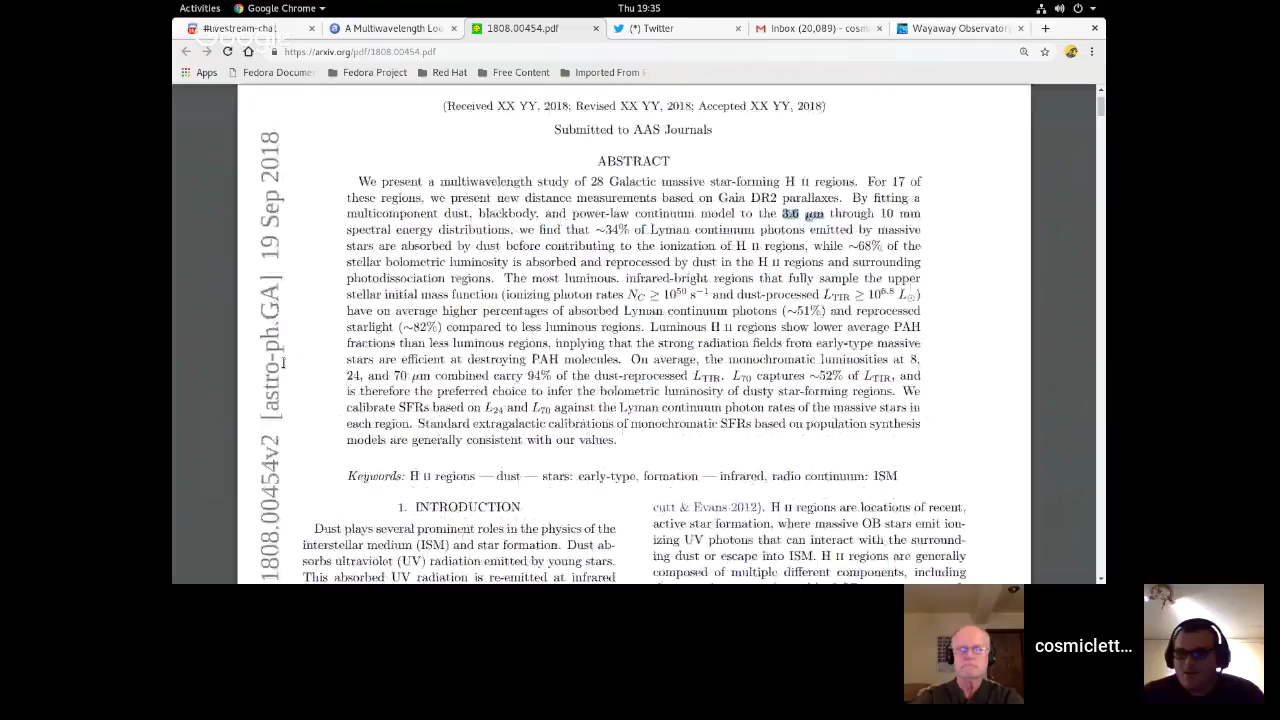 Activities Google Chrome Thu 19:35
#livestream-chat A Multiwavelength Loo 1808.00454.pdf (*) Twitter Inbox (20,089) - cosm Wayaway Observatory
Google
https://arxiv.org/pdf/1808.00454.pdf
Apps Fedora Docume Fedora Project Red Hat Free Content Imported From F
(Received XX YY, 2018; Revised XX YY, 2018; Accepted XX YY, 2018)
Submitted to AAS Journals
ABSTRACT
We present a multiwavelength study of 28 Galactic massive star-forming H II regions. For 17 of
these regions, we present new distance measurements based on Gaia DR2 parallaxes. By fitting a
multicomponent dust, blackbody, and power-law continuum model to the 3.6 μm through 10 mm
spectral energy distributions, we find that ~34% of Lyman continuum photons emitted by massive
stars are absorbed by dust before contributing to the ionization of H II regions, while ~68% of the
stellar bolometric luminosity is absorbed and reprocessed by dust in the H II regions and surrounding
photodissociation regions. The most luminous, infrared-bright regions that fully sample the upper
stellar initial mass function (ionizing photon rates N_C ≥ 10^50 s^−1 and dust-processed L_TIR ≥ 10^6.8 L_⊙)
have on average higher percentages of absorbed Lyman continuum photons (~51%) and reprocessed
starlight (~82%) compared to less luminous regions. Luminous H II regions show lower average PAH
fractions than less luminous regions, implying that the strong radiation fields from early-type massive
stars are efficient at destroying PAH molecules. On average, the monochromatic luminosities at 8,
24, and 70 μm combined carry 94% of the dust-reprocessed L_TIR. L_70 captures ~52% of L_TIR, and
is therefore the preferred choice to infer the bolometric luminosity of dusty star-forming regions. We
calibrate SFRs based on L_24 and L_70 against the Lyman continuum photon rates of the massive stars in
each region. Standard extragalactic calibrations of monochromatic SFRs based on population synthesis
models are generally consistent with our values.
Keywords: H II regions — dust — stars: early-type, formation — infrared, radio continuum: ISM
1. INTRODUCTION
Dust plays several prominent roles in the physics of the
interstellar medium (ISM) and star formation. Dust ab-
sorbs ultraviolet (UV) radiation emitted by young stars.
This absorbed UV radiation is re-emitted at infrared
cutt & Evans 2012). H II regions are locations of recent,
active star formation, where massive OB stars emit ion-
izing UV photons that can interact with the surround-
ing dust or escape into ISM. H II regions are generally
composed of multiple different components, including
1808.00454v2 [astro-ph.GA] 19 Sep 2018
cosmiclett...